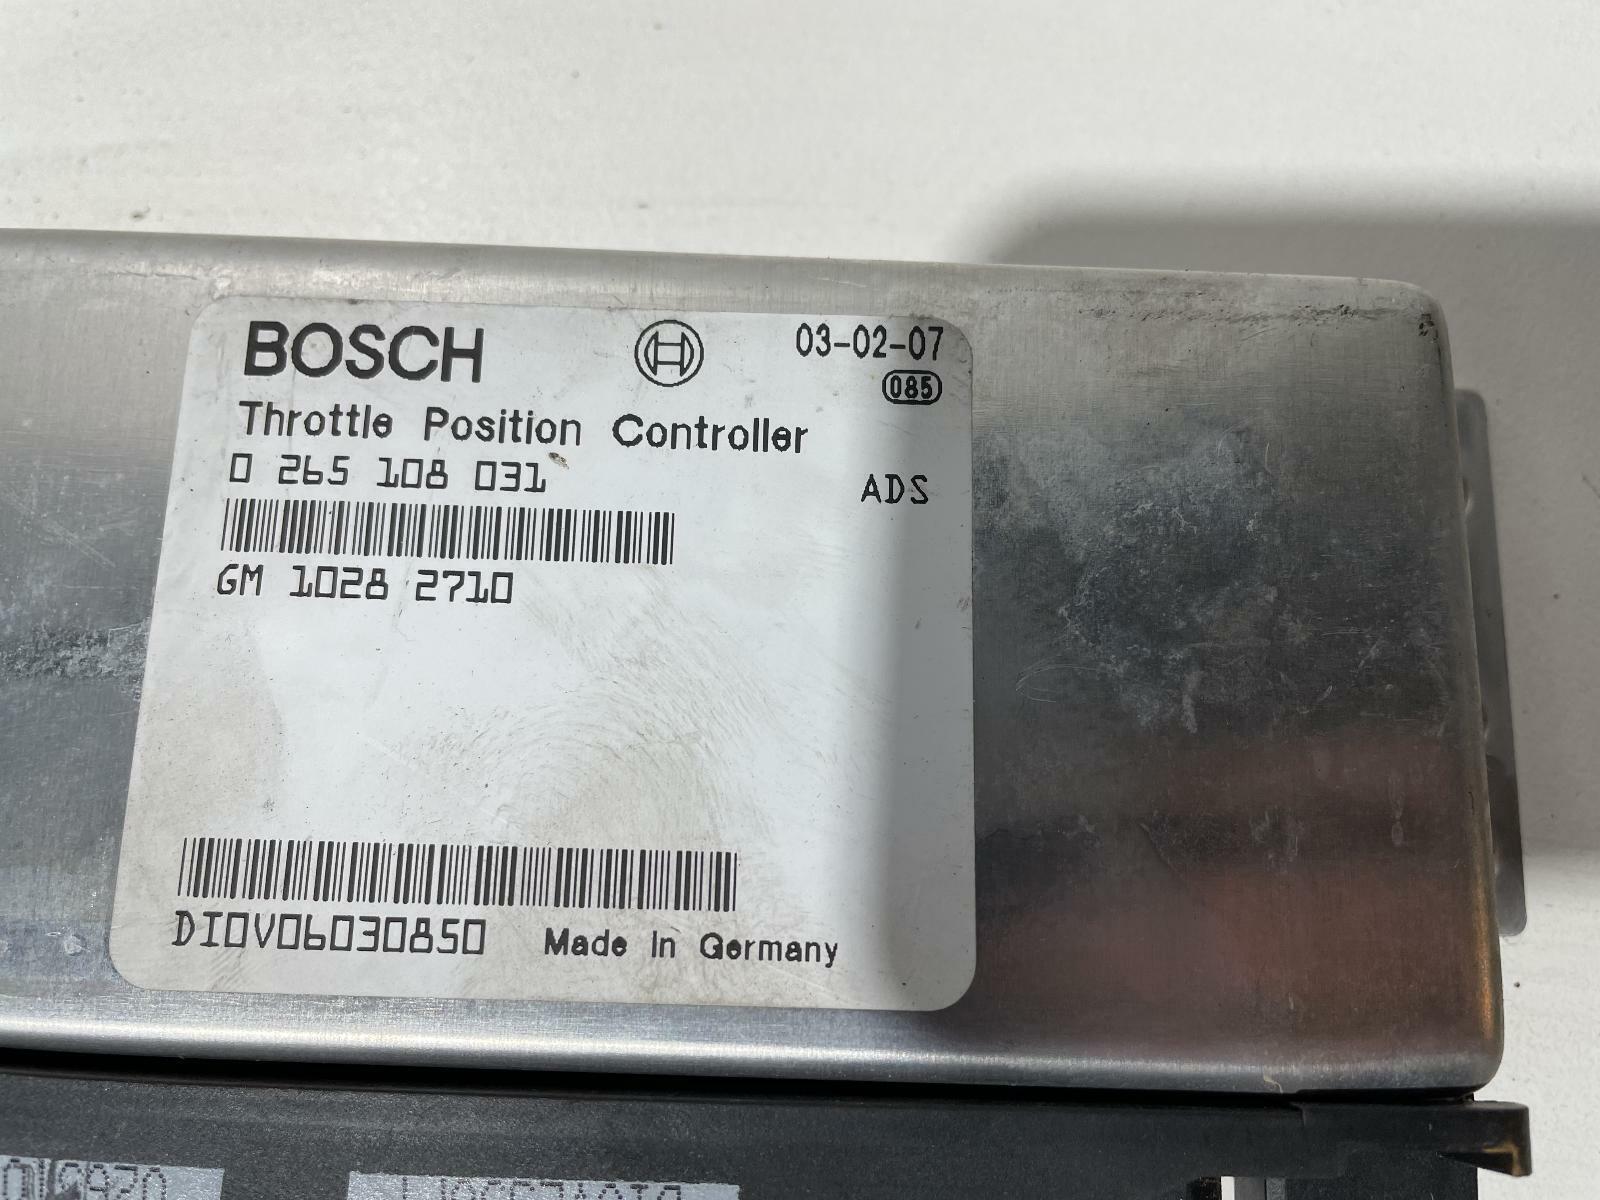 BOSCH
03-02-07
085
Throttle Position Controller
0 265 108 031
ADS
GM 1028 2710
DIOV06030850 Made In Germany